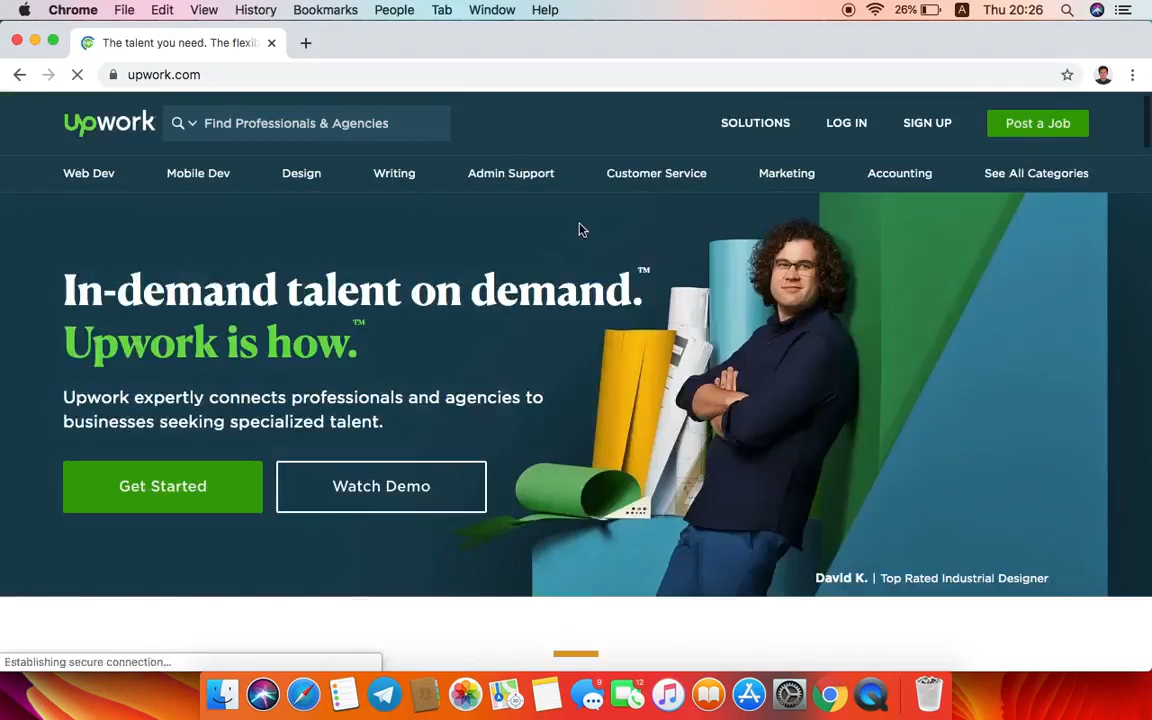 Chrome File Edit View History Bookmarks People Tab Window Help 26% A Thu 20:26
The talent you need. The flexib
upwork.com
upwork Find Professionals & Agencies SOLUTIONS LOG IN SIGN UP Post a Job
Web Dev Mobile Dev Design Writing Admin Support Customer Service Marketing Accounting See All Categories
In-demand talent on demand.™
Upwork is how.™
Upwork expertly connects professionals and agencies to
businesses seeking specialized talent.
Get Started Watch Demo
David K. | Top Rated Industrial Designer
Establishing secure connection...
9 12